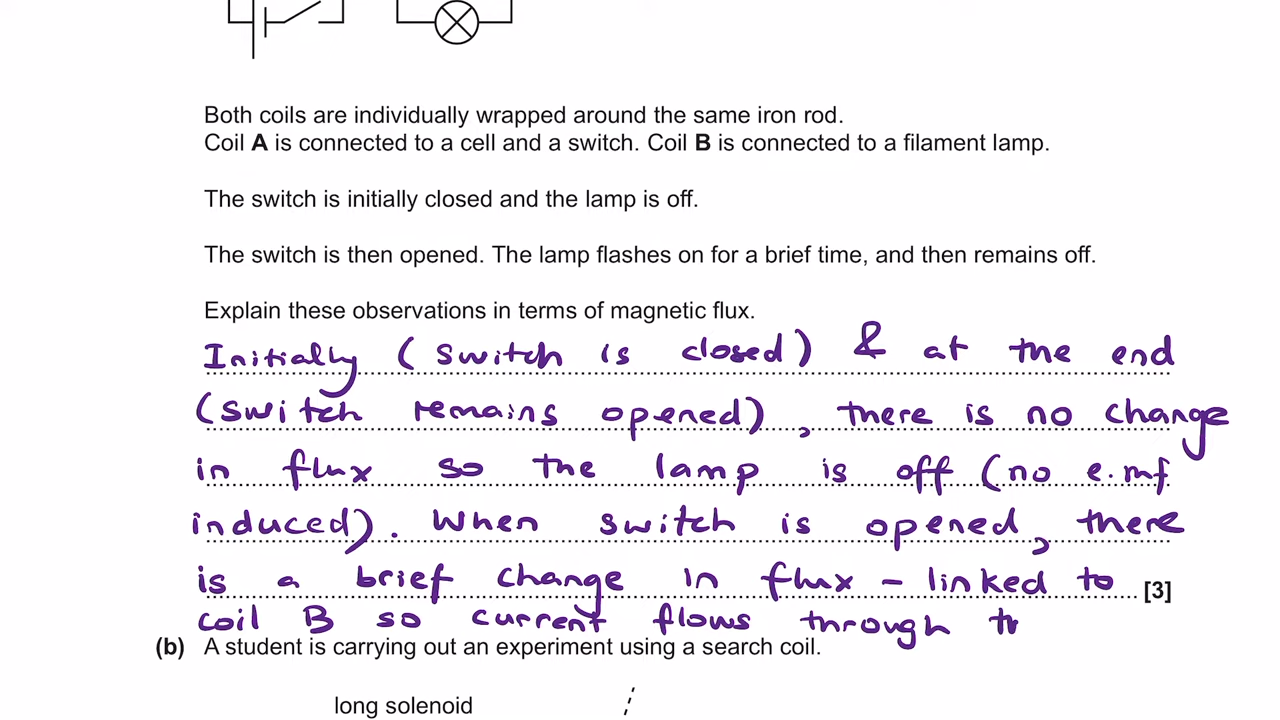 Both coils are individually wrapped around the same iron rod.
Coil A is connected to a cell and a switch. Coil B is connected to a filament lamp.
The switch is initially closed and the lamp is off.
The switch is then opened. The lamp flashes on for a brief time, and then remains off.
Explain these observations in terms of magnetic flux.
Initially (switch is closed) & at the end
(switch remains opened), there is no change
in flux so the lamp is off (no e.mf
induced). When switch is opened, there
is a brief change in flux - linked to [3]
coil B so current flows through
(b) A student is carrying out an experiment using a search coil.
long solenoid